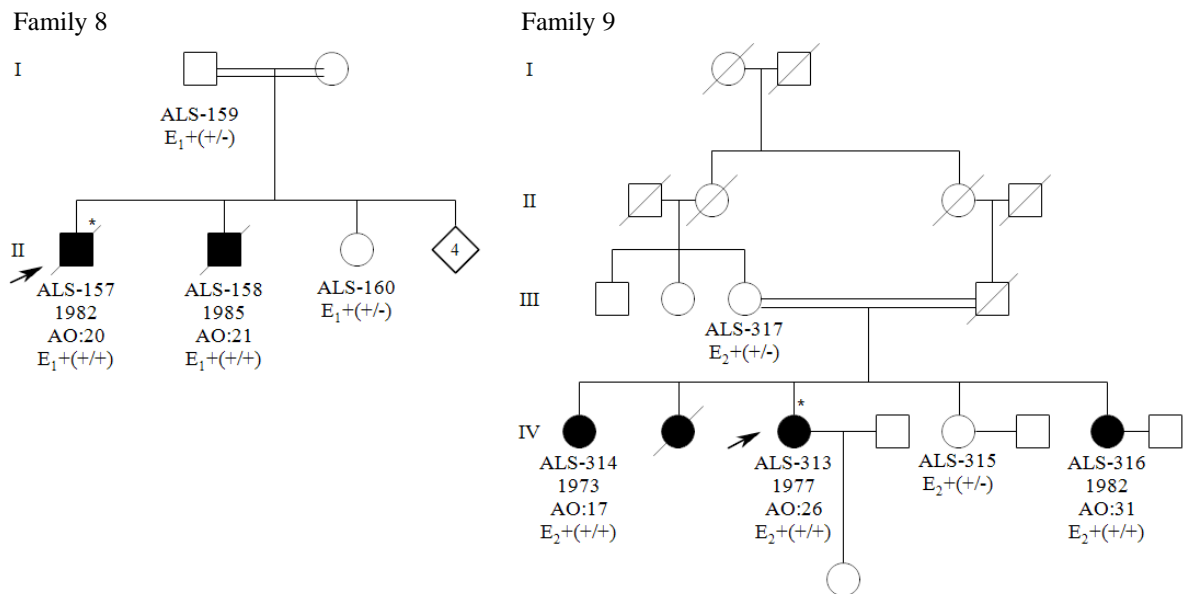 Family 8
I
ALS-159
E₁+(+/-)
II
*
4
ALS-157
1982
AO:20
E₁+(+/+)
ALS-158
1985
AO:21
E₁+(+/+)
ALS-160
E₁+(+/-)
Family 9
I
II
III
ALS-317
E₂+(+/-)
IV
*
ALS-314
1973
AO:17
E₂+(+/+)
ALS-313
1977
AO:26
E₂+(+/+)
ALS-315
E₂+(+/-)
ALS-316
1982
AO:31
E₂+(+/+)